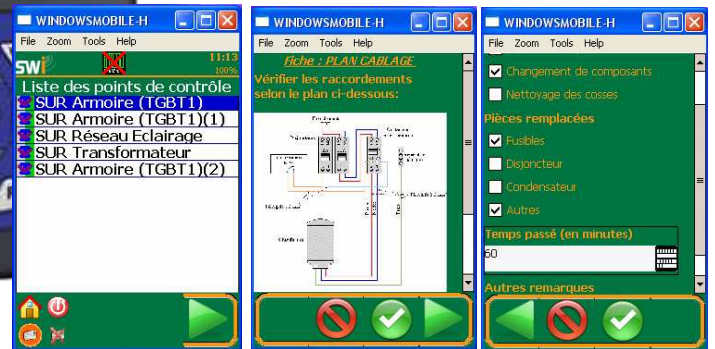 WINDOWSMOBILE-H
File Zoom Tools Help
swi
11:13
100%
Liste des points de contrôle
SUR Armoire (TGBT1)
SUR Armoire (TGBT1)(1)
SUR Réseau Eclairage
SUR Transformateur
SUR Armoire (TGBT1)(2)
WINDOWSMOBILE-H
File Zoom Tools Help
Fiche : PLAN CABLAGE
Vérifier les raccordements
selon le plan ci-dessous:
WINDOWSMOBILE-H
File Zoom Tools Help
Changement de composants
Nettoyage des cosses
Pièces remplacées
Fusibles
Disjoncteur
Condensateur
Autres
Temps passé (en minutes)
60
Autres remarques